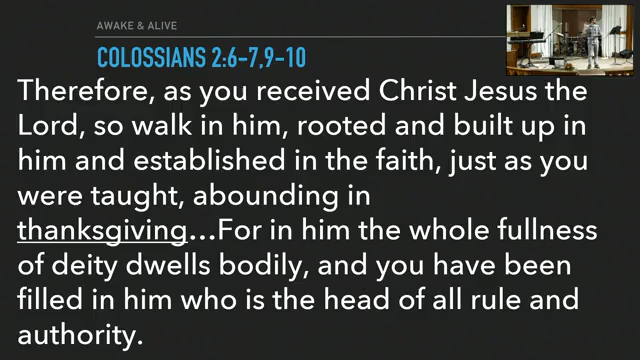 AWAKE & ALIVE
COLOSSIANS 2:6-7,9-10
Therefore, as you received Christ Jesus the
Lord, so walk in him, rooted and built up in
him and established in the faith, just as you
were taught, abounding in
thanksgiving...For in him the whole fullness
of deity dwells bodily, and you have been
filled in him who is the head of all rule and
authority.